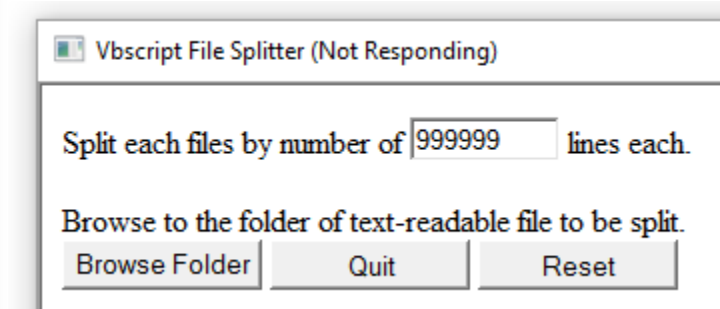 Vbscript File Splitter (Not Responding)
Split each files by number of 999999 lines each.
Browse to the folder of text-readable file to be split.
Browse Folder Quit Reset